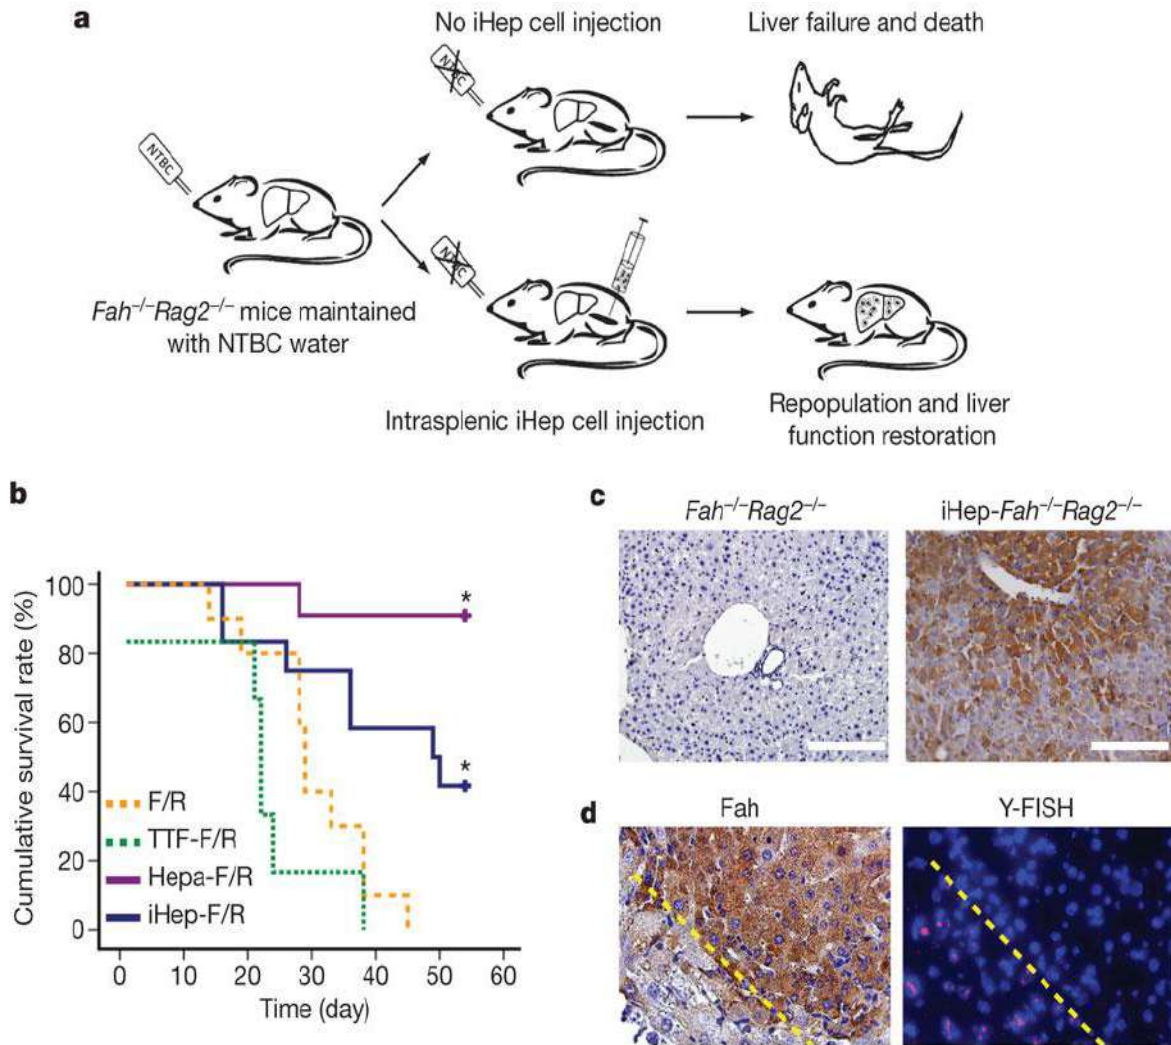 a
No iHep cell injection
Liver failure and death
NTBC
NTBC
Fah⁻/⁻Rag2⁻/⁻ mice maintained
with NTBC water
NTBC
Intrasplenic iHep cell injection
Repopulation and liver
function restoration
b
Cumulative survival rate (%)
100
80
60
40
20
0
*
*
F/R
TTF-F/R
Hepa-F/R
iHep-F/R
0 10 20 30 40 50 60
Time (day)
c
Fah⁻/⁻Rag2⁻/⁻
iHep-Fah⁻/⁻Rag2⁻/⁻
d
Fah
Y-FISH